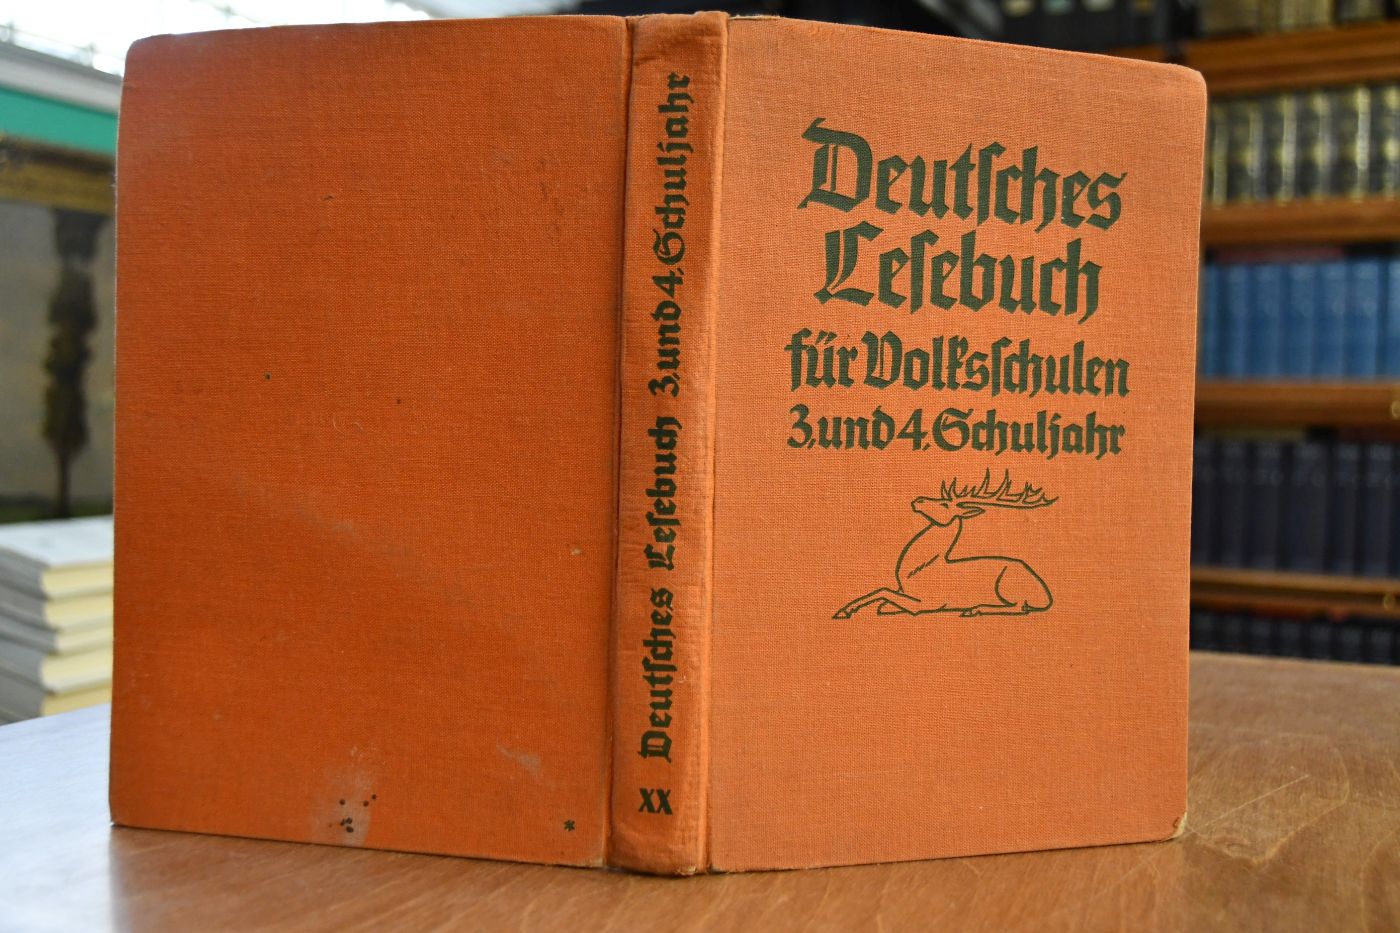 Deutſches
Leſebuch
für Volksſchulen
3. und 4. Schuljahr
Deutſches Leſebuch 3. und 4. Schuljahr
XX
*